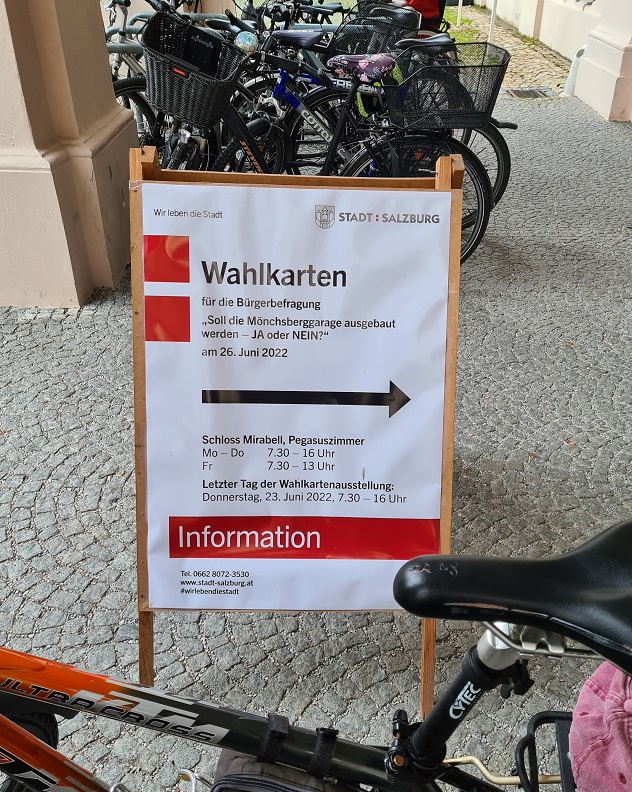 Wir leben die Stadt
STADT : SALZBURG
Wahlkarten
für die Bürgerbefragung
„Soll die Mönchsberggarage ausgebaut
werden – JA oder NEIN?“
am 26. Juni 2022
Schloss Mirabell, Pegasuszimmer
Mo – Do 7.30 – 16 Uhr
Fr 7.30 – 13 Uhr
Letzter Tag der Wahlkartenausstellung:
Donnerstag, 23. Juni 2022, 7.30 – 16 Uhr
Information
Tel. 0662 8072-3530
www.stadt-salzburg.at
#wirlebendiestadt
ULTRA CROSS
CYTEC